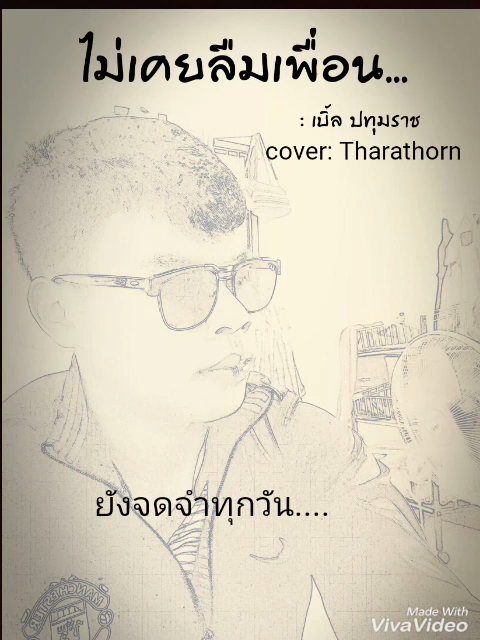 ไม่เคยลืมเพื่อน...
: เบิ้ล ปทุมราช
cover: Tharathorn
ยังจดจำทุกวัน....
Made With
VivaVideo